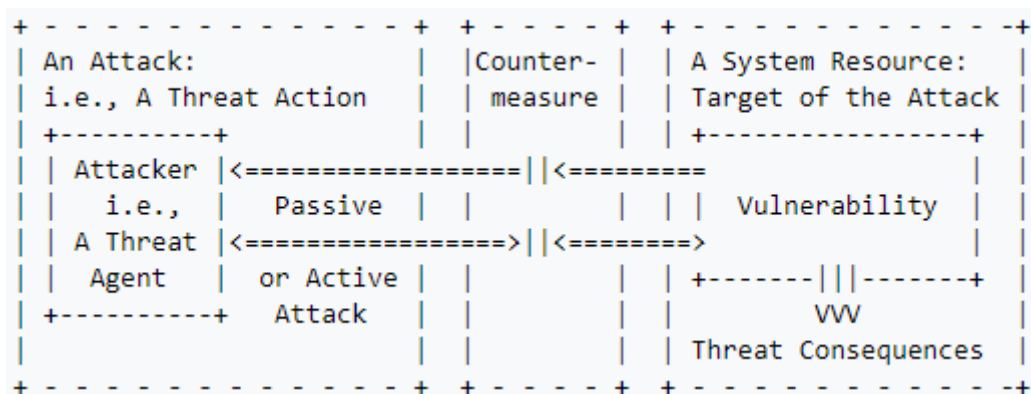 + - - - - - - - - - - - - +  + - - - - +  + - - - - - - - - - - -+
| An Attack:              |  |Counter- |  | A System Resource:   |
| i.e., A Threat Action   |  | measure |  | Target of the Attack |
| +----------+            |  |         |  | +-----------------+  |
| | Attacker |<==================||<=========                 |  |
| |   i.e.,  |   Passive  |  |         |  | |  Vulnerability  |  |
| | A Threat |<=================>||<========>                 |  |
| |  Agent   |  or Active |  |         |  | +-------|||-------+  |
| +----------+   Attack   |  |         |  |         VVV          |
|                         |  |         |  | Threat Consequences  |
+ - - - - - - - - - - - - +  + - - - - +  + - - - - - - - - - - -+